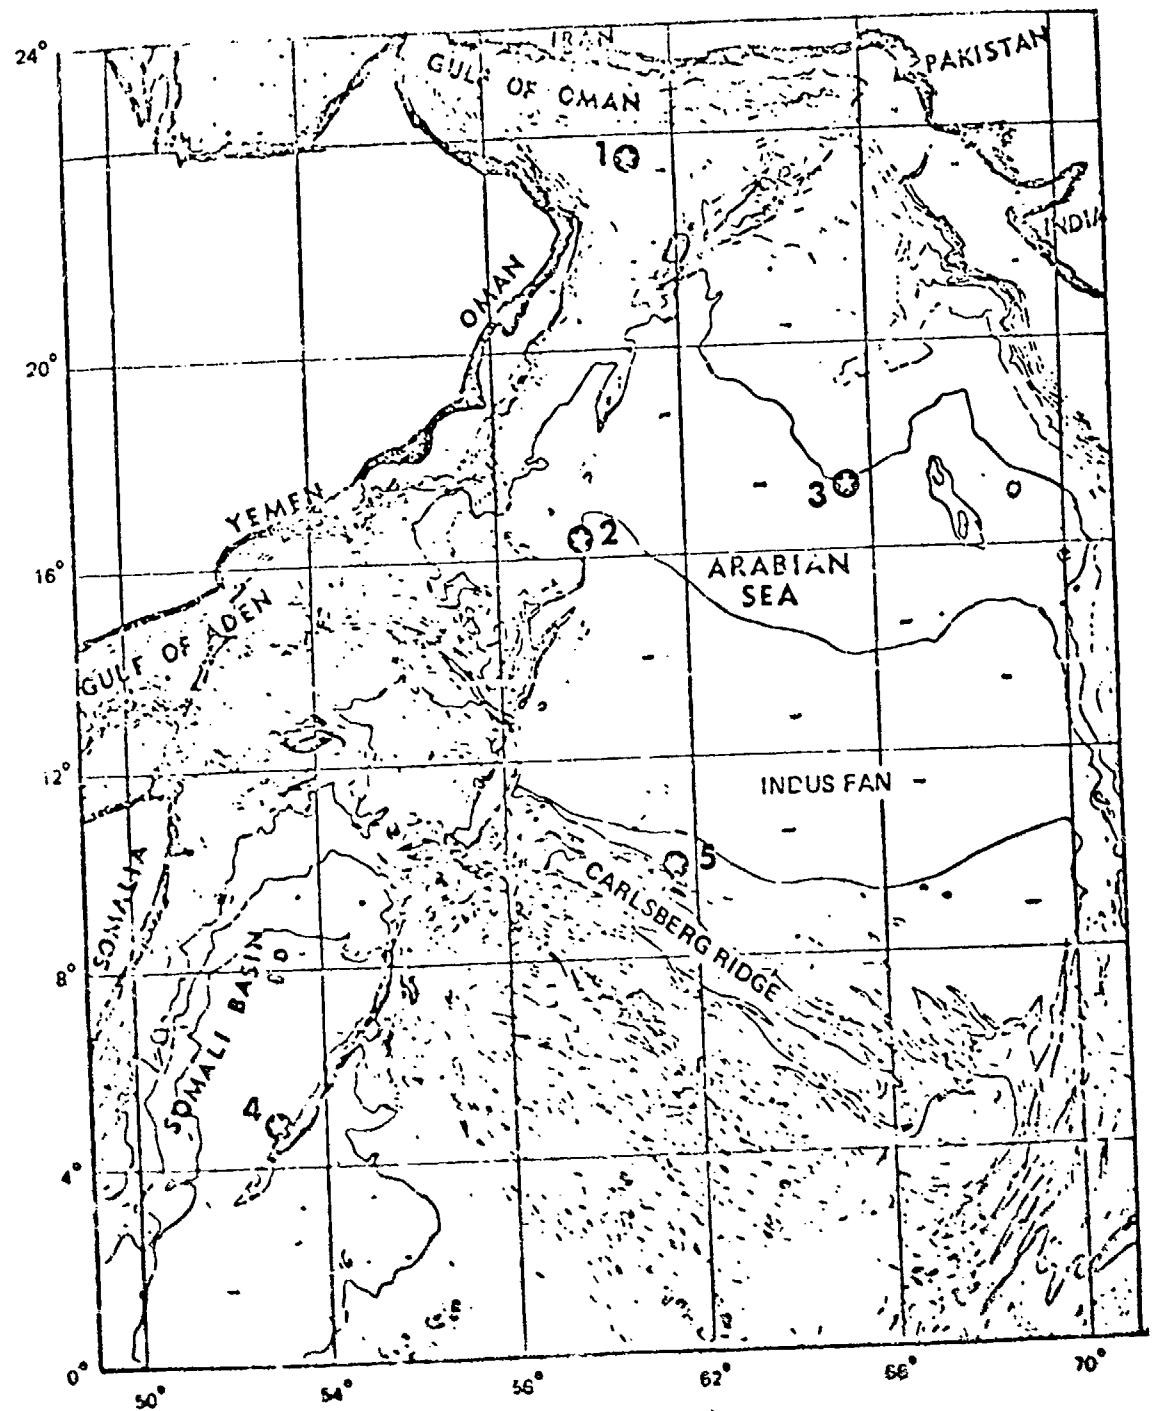 24°
IRAN
PAKISTAN
GULF OF OMAN
1
INDIA
OMAN
20°
3
YEMEN
2
16°
ARABIAN
SEA
GULF OF ADEN
12°
INDUS FAN
5
SOMALIA
CARLSBERG RIDGE
8°
SOMALI BASIN
4
4°
0°
50°
54°
58°
62°
66°
70°